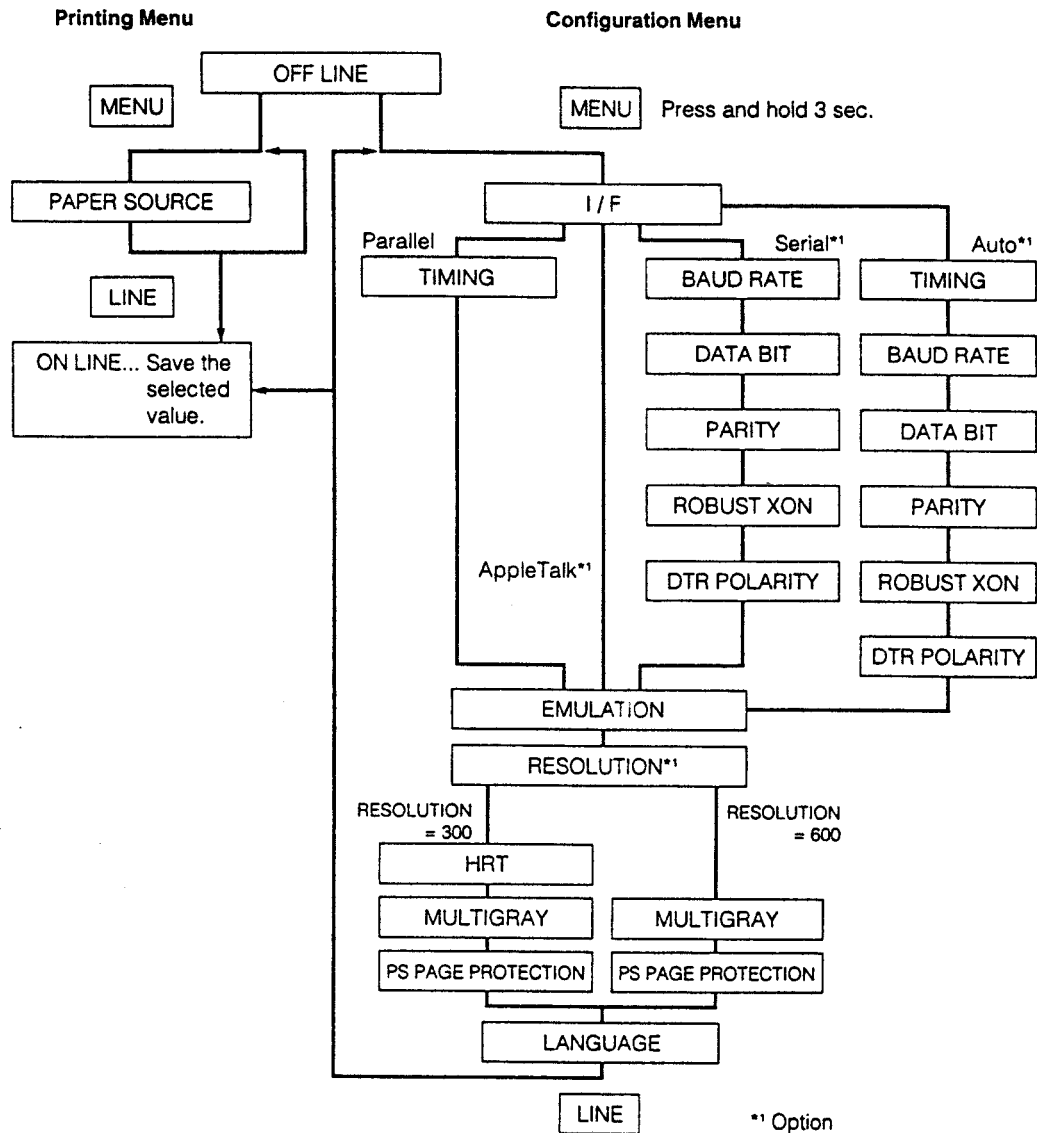 Printing Menu
Configuration Menu
OFF LINE
MENU
MENU Press and hold 3 sec.
PAPER SOURCE
I / F
Parallel
Serial*1
Auto*1
TIMING
BAUD RATE
TIMING
LINE
ON LINE... Save the
selected
value.
DATA BIT
BAUD RATE
PARITY
DATA BIT
ROBUST XON
PARITY
AppleTalk*1
DTR POLARITY
ROBUST XON
DTR POLARITY
EMULATION
RESOLUTION*1
RESOLUTION
= 300
RESOLUTION
= 600
HRT
MULTIGRAY
MULTIGRAY
PS PAGE PROTECTION
PS PAGE PROTECTION
LANGUAGE
LINE
*1 Option